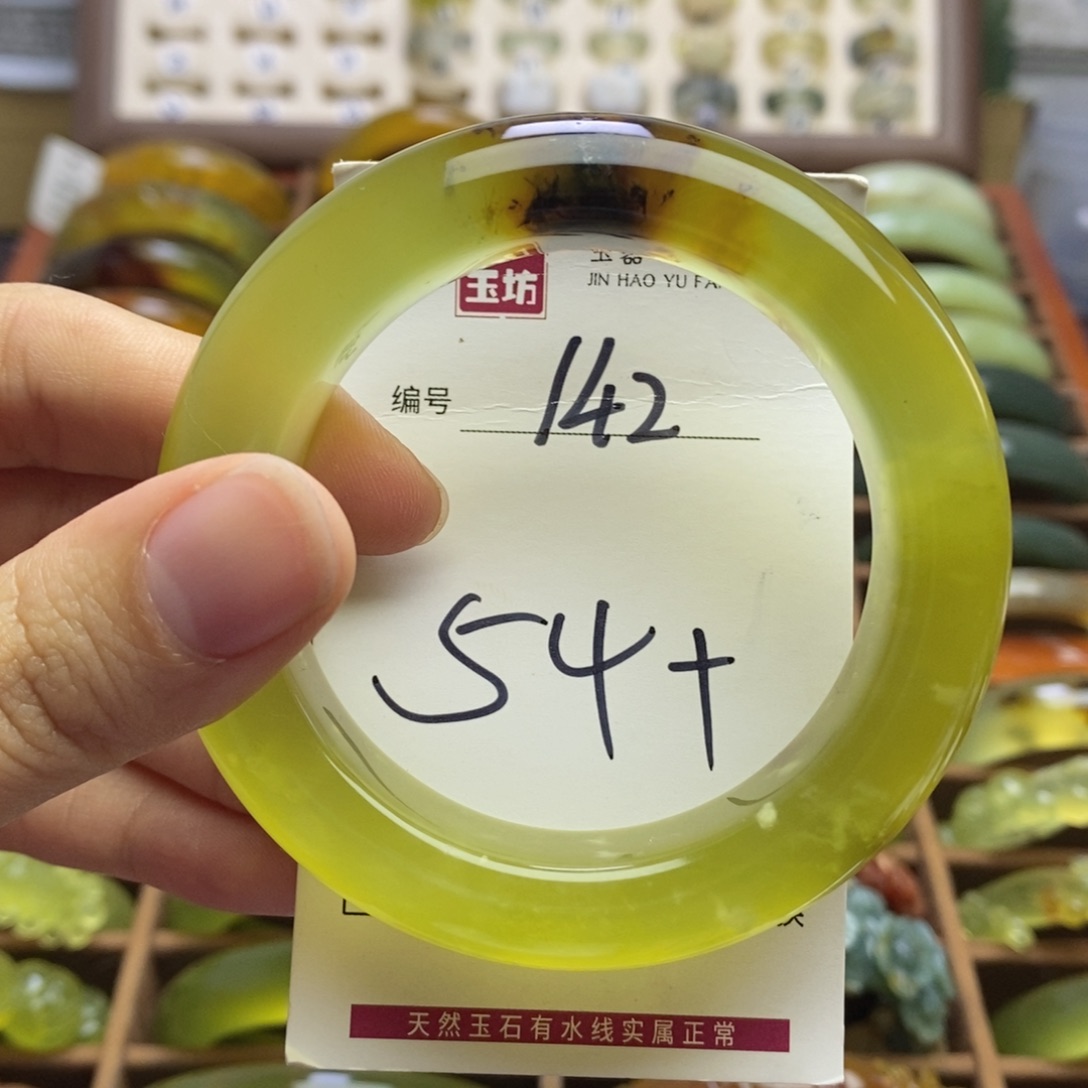 玉坊
JIN HAO YU FA
编号 142
54+
天然玉石有水线实属正常